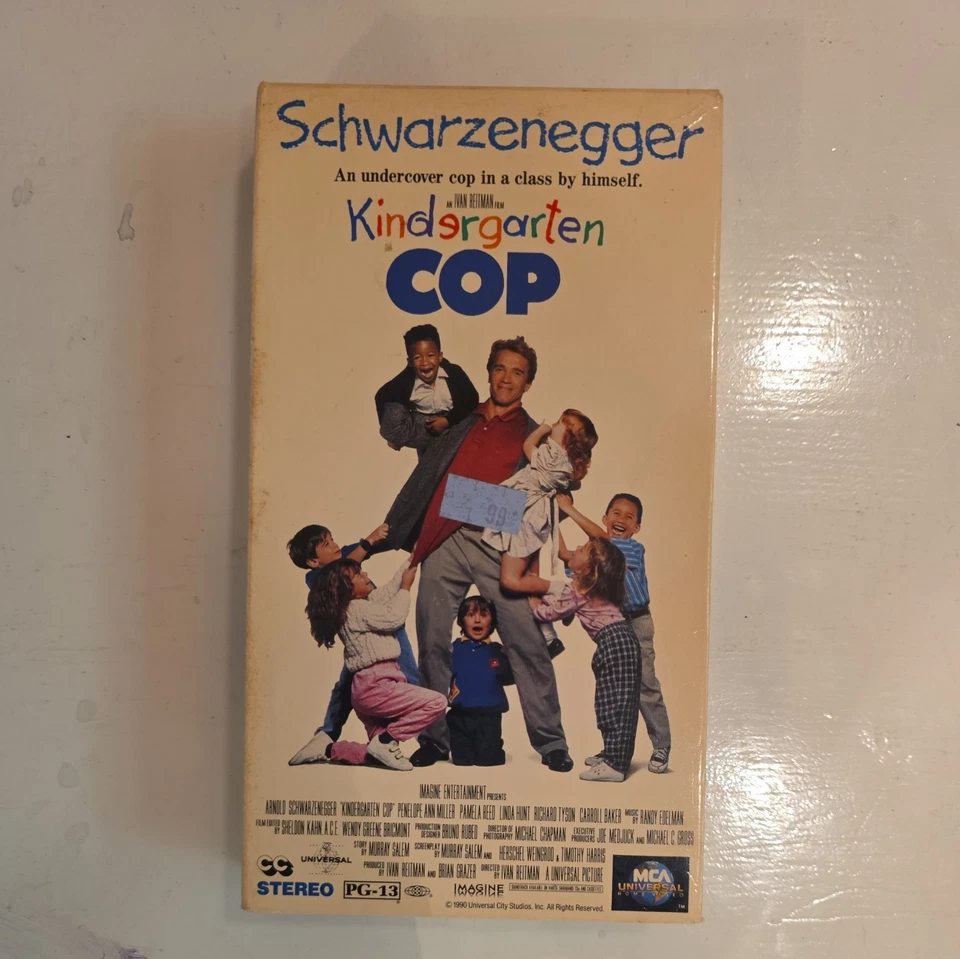 Schwarzenegger
An undercover cop in a class by himself.
AN IVAN REITMAN FILM
Kindergarten
COP
99
IMAGINE ENTERTAINMENT PRESENTS
ARNOLD SCHWARZENEGGER "KINDERGARTEN COP" PENELOPE ANN MILLER PAMELA REED LINDA HUNT RICHARD TYSON CARROLL BAKER MUSIC BY RANDY EDELMAN
FILM EDITED BY SHELDON KAHN A.C.E. WENDY GREENE BRICMONT PRODUCTION DESIGNER BRUNO RUBEO DIRECTOR OF PHOTOGRAPHY MICHAEL CHAPMAN EXECUTIVE PRODUCERS JOE MEDJUCK AND MICHAEL C. GROSS
STORY BY MURRAY SALEM SCREENPLAY BY MURRAY SALEM AND HERSCHEL WEINGROD & TIMOTHY HARRIS
PRODUCED BY IVAN REITMAN AND BRIAN GRAZER DIRECTED BY IVAN REITMAN A UNIVERSAL PICTURE
CC UNIVERSAL
STEREO PG-13 IMAGINE
MCA
UNIVERSAL
HOME VIDEO
TM
© 1990 Universal City Studios, Inc. All Rights Reserved.